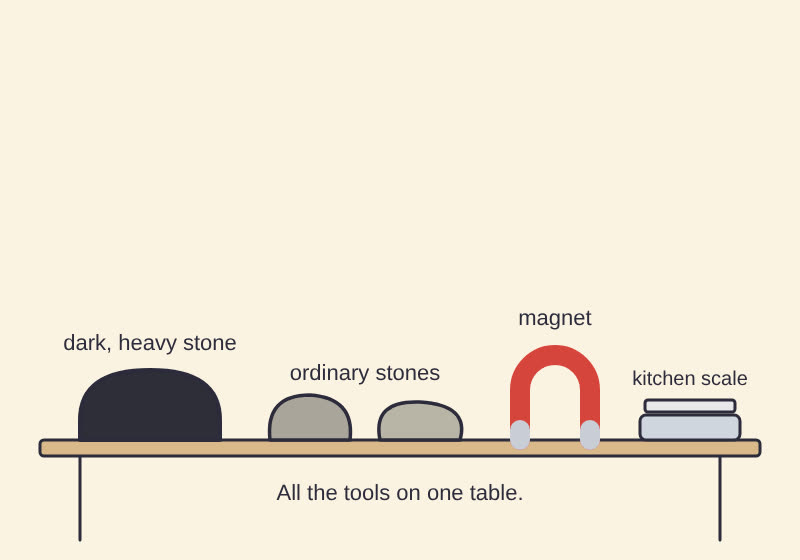 dark, heavy stone
ordinary stones
magnet
kitchen scale
All the tools on one table.